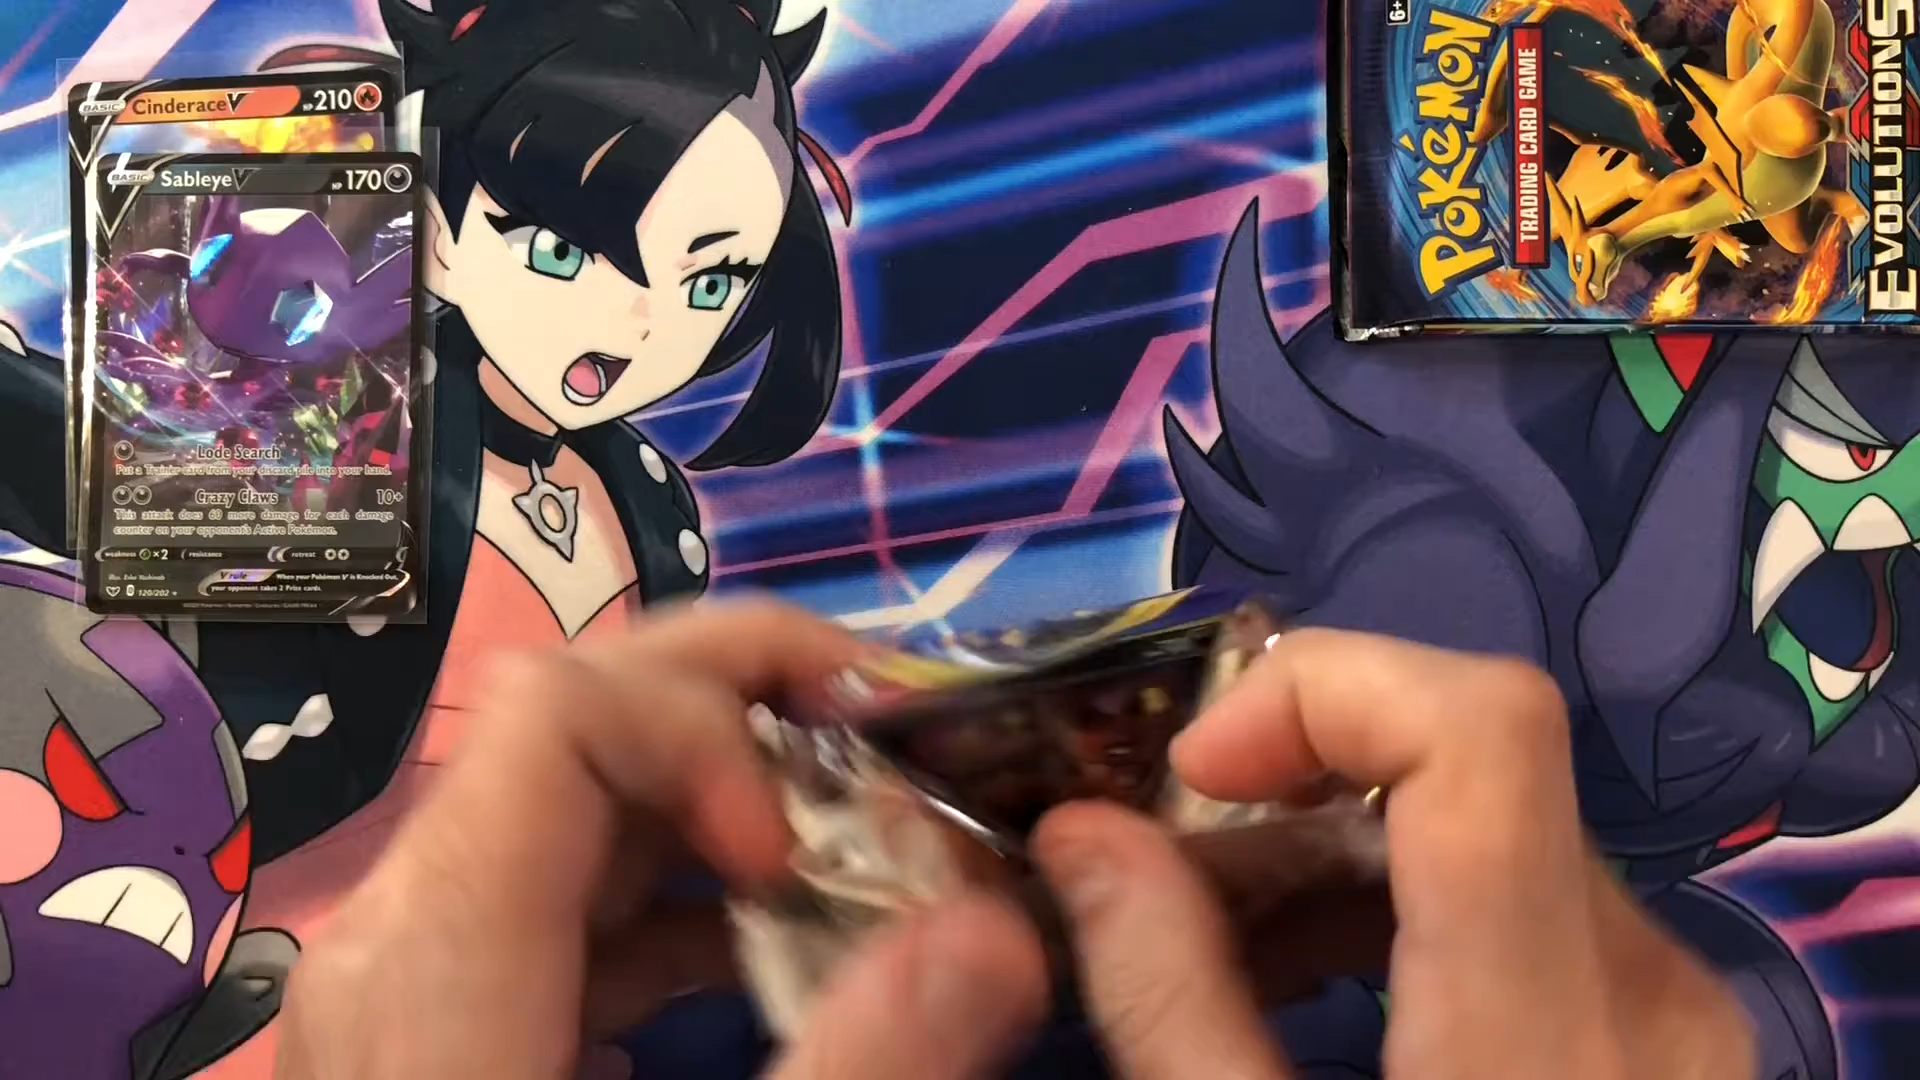 BASIC Cinderace V HP 210
BASIC Sableye V HP 170
Lode Search
Put a Trainer card from your discard pile into your hand.
Crazy Claws 10+
This attack does 60 more damage for each damage
counter on your opponent's Active Pokémon.
weakness ×2 resistance retreat
V rule When your Pokémon V is Knocked Out,
your opponent takes 2 Prize cards.
120/202
6+
POKéMON
TRADING CARD GAME
XY
EVOLUTIONS